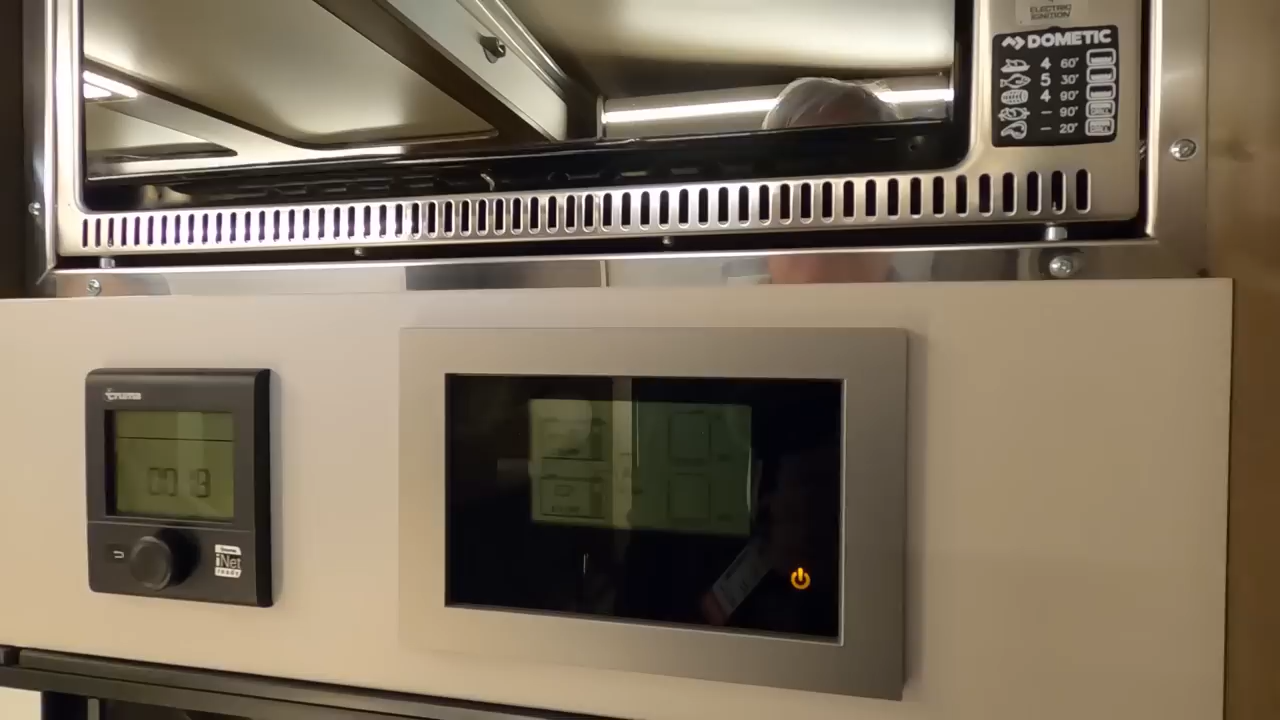 ELECTRIC
IGNITION
DOMETIC
4 60'
5 30'
4 90'
– 90'
– 20'
truma
iNet
ready